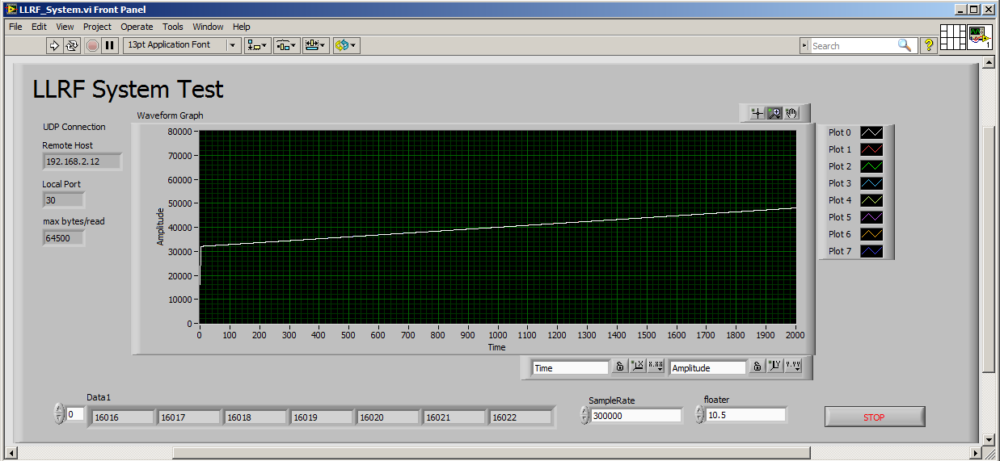 LLRF_System.vi Front Panel
File Edit View Project Operate Tools Window Help
13pt Application Font
Search
?
1
LLRF System Test
UDP Connection
Remote Host
192.168.2.12
Local Port
30
max bytes/read
64500
Waveform Graph
80000
70000
60000
50000
40000
30000
20000
10000
0
Amplitude
0 100 200 300 400 500 600 700 800 900 1000 1100 1200 1300 1400 1500 1600 1700 1800 1900 2000
Time
Plot 0
Plot 1
Plot 2
Plot 3
Plot 4
Plot 5
Plot 6
Plot 7
Time X X.XX Amplitude Y Y.YY
Data1
0 16016 16017 16018 16019 16020 16021 16022
SampleRate
300000
floater
10.5
STOP